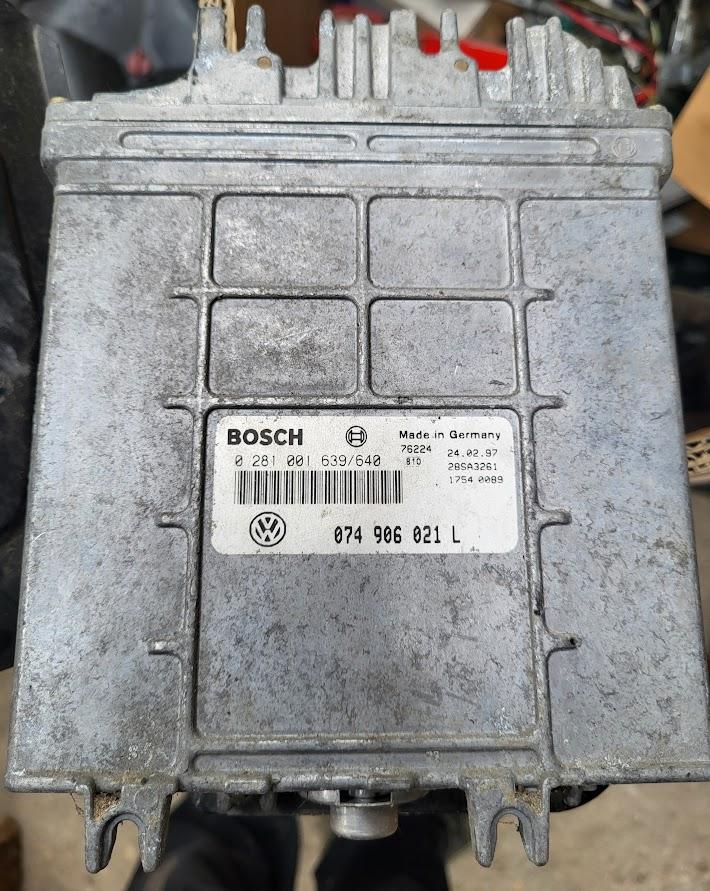 BOSCH
Made in Germany
0 281 001 639/640
76224
810
24.02.97
28SA3261
1754 0089
VW
074 906 021 L